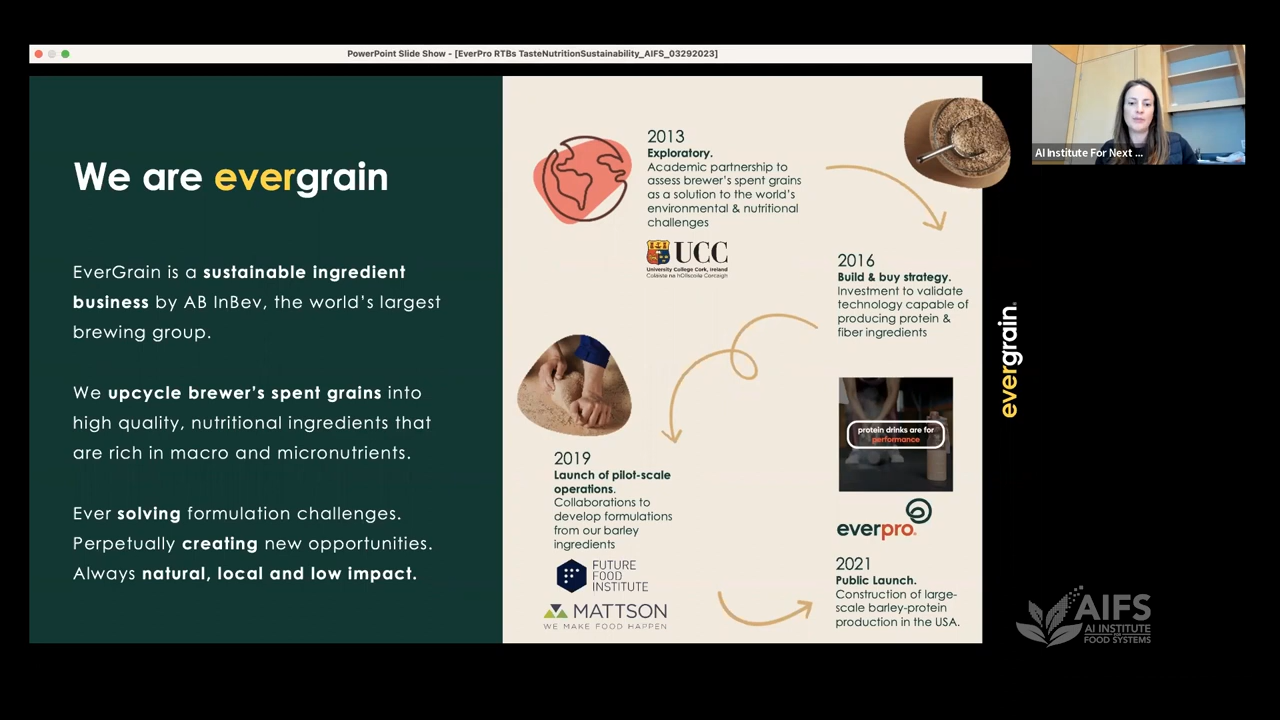 PowerPoint Slide Show - [EverPro RTBs TasteNutritionSustainability_AIFS_03292023]
AI Institute For Next ...
We are evergrain
EverGrain is a sustainable ingredient
business by AB InBev, the world's largest
brewing group.
We upcycle brewer's spent grains into
high quality, nutritional ingredients that
are rich in macro and micronutrients.
Ever solving formulation challenges.
Perpetually creating new opportunities.
Always natural, local and low impact.
2013
Exploratory.
Academic partnership to
assess brewer's spent grains
as a solution to the world's
environmental & nutritional
challenges
UCC
University College Cork, Ireland
Coláiste na hOllscoile Corcaigh
2016
Build & buy strategy.
Investment to validate
technology capable of
producing protein &
fiber ingredients
2019
Launch of pilot-scale
operations.
Collaborations to
develop formulations
from our barley
ingredients
FUTURE
FOOD
INSTITUTE
MATTSON
WE MAKE FOOD HAPPEN
protein drinks are for
performance
everpro.
2021
Public Launch.
Construction of large-
scale barley-protein
production in the USA.
evergrain.
AIFS
AI INSTITUTE
FOR
FOOD SYSTEMS